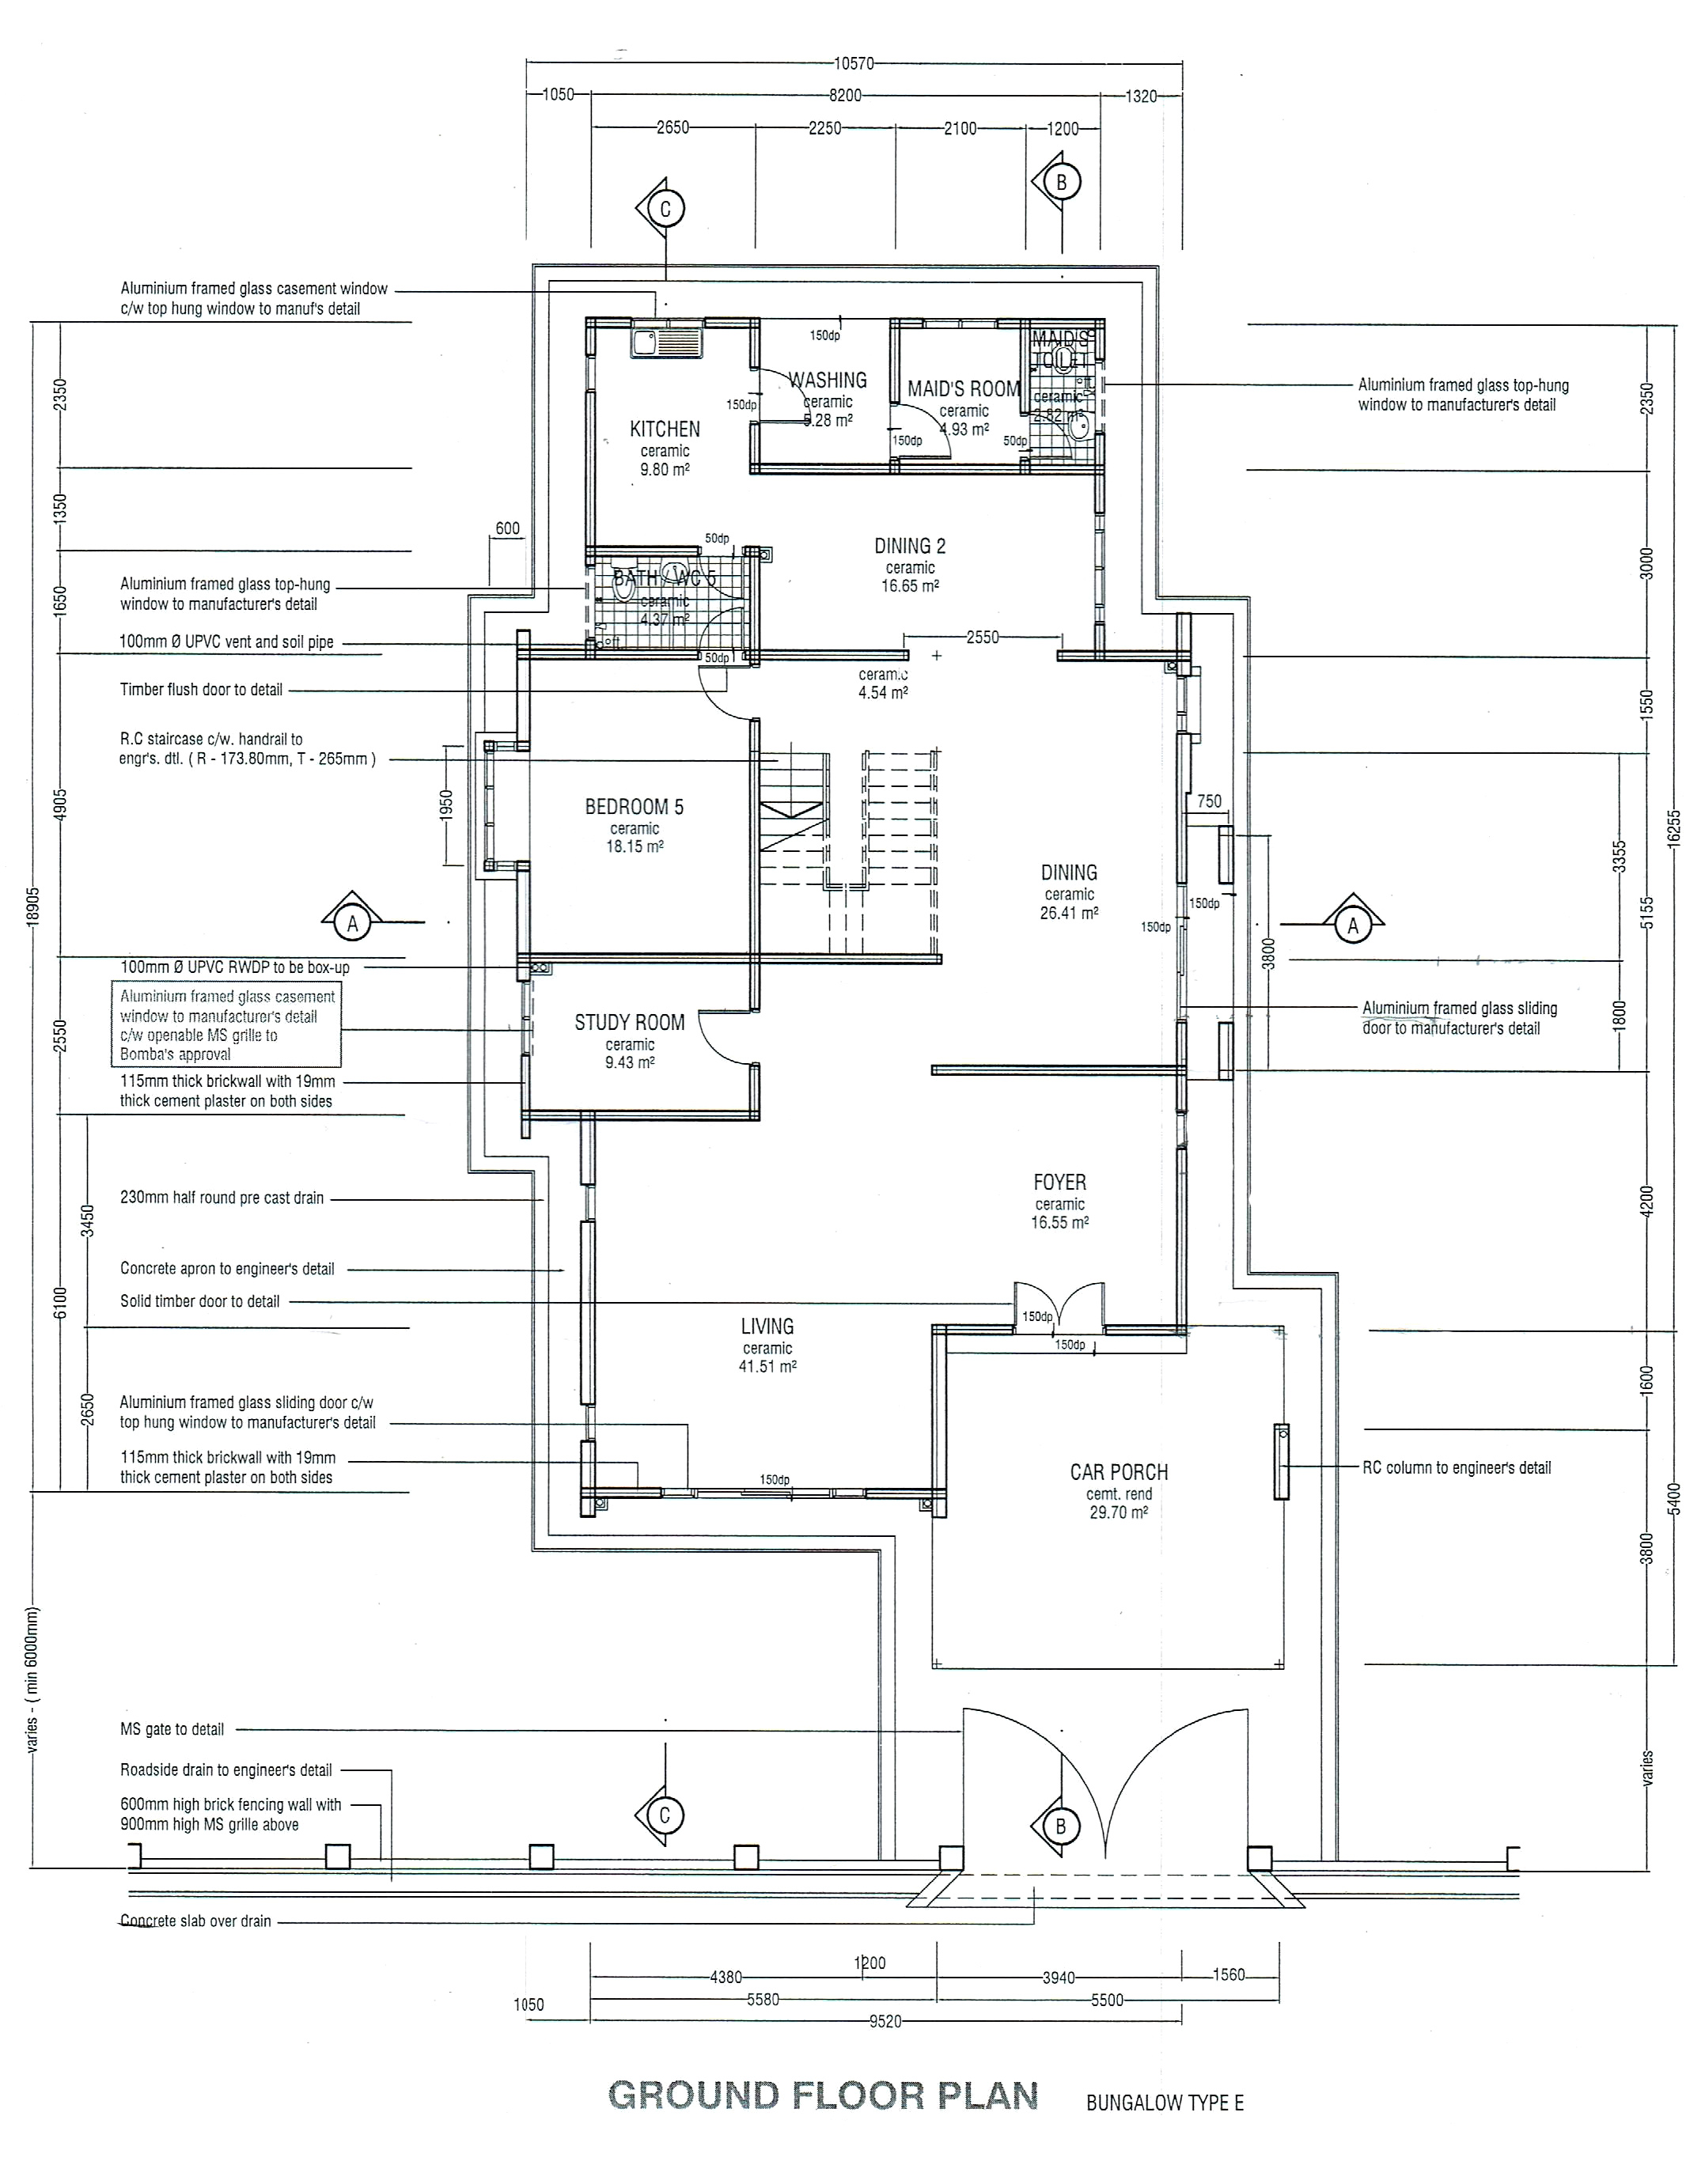 10570
1050
8200
1320
2650
2250
2100
1200
B
C
Aluminium framed glass casement window
c/w top hung window to manuf's detail
150dp
MAID'S
WASHING
ceramic
5.28 m²
MAID'S ROOM
ceramic
4.93 m²
ceramic
2.82 m²
Aluminium framed glass top-hung
window to manufacturer's detail
150dp
150dp
50dp
KITCHEN
ceramic
9.80 m²
2350
1350
1650
4905
2550
6100
18905
3450
2650
varies - ( min 6000mm)
2350
3000
1550
5155
3355
1800
16255
4200
1600
3800
5400
varies
600
50dp
DINING 2
ceramic
16.65 m²
Aluminium framed glass top-hung
window to manufacturer's detail
BATH / WC 5
ceramic
4.37 m²
100mm Ø UPVC vent and soil pipe
2550
50dp
Timber flush door to detail
ceramic
4.54 m²
R.C staircase c/w. handrail to
engr's. dtl. ( R - 173.80mm, T - 265mm )
1950
BEDROOM 5
ceramic
18.15 m²
750
DINING
ceramic
26.41 m²
150dp
150dp
3800
A
A
100mm Ø UPVC RWDP to be box-up
Aluminium framed glass casement
window to manufacturer's detail
c/w openable MS grille to
Bomba's approval
STUDY ROOM
ceramic
9.43 m²
Aluminium framed glass sliding
door to manufacturer's detail
115mm thick brickwall with 19mm
thick cement plaster on both sides
230mm half round pre cast drain
FOYER
ceramic
16.55 m²
Concrete apron to engineer's detail
Solid timber door to detail
150dp
150dp
LIVING
ceramic
41.51 m²
Aluminium framed glass sliding door c/w
top hung window to manufacturer's detail
115mm thick brickwall with 19mm
thick cement plaster on both sides
150dp
CAR PORCH
cemt. rend
29.70 m²
RC column to engineer's detail
MS gate to detail
Roadside drain to engineer's detail
600mm high brick fencing wall with
900mm high MS grille above
C
B
Concrete slab over drain
1200
4380
3940
1560
5580
5500
1050
9520
GROUND FLOOR PLAN
BUNGALOW TYPE E